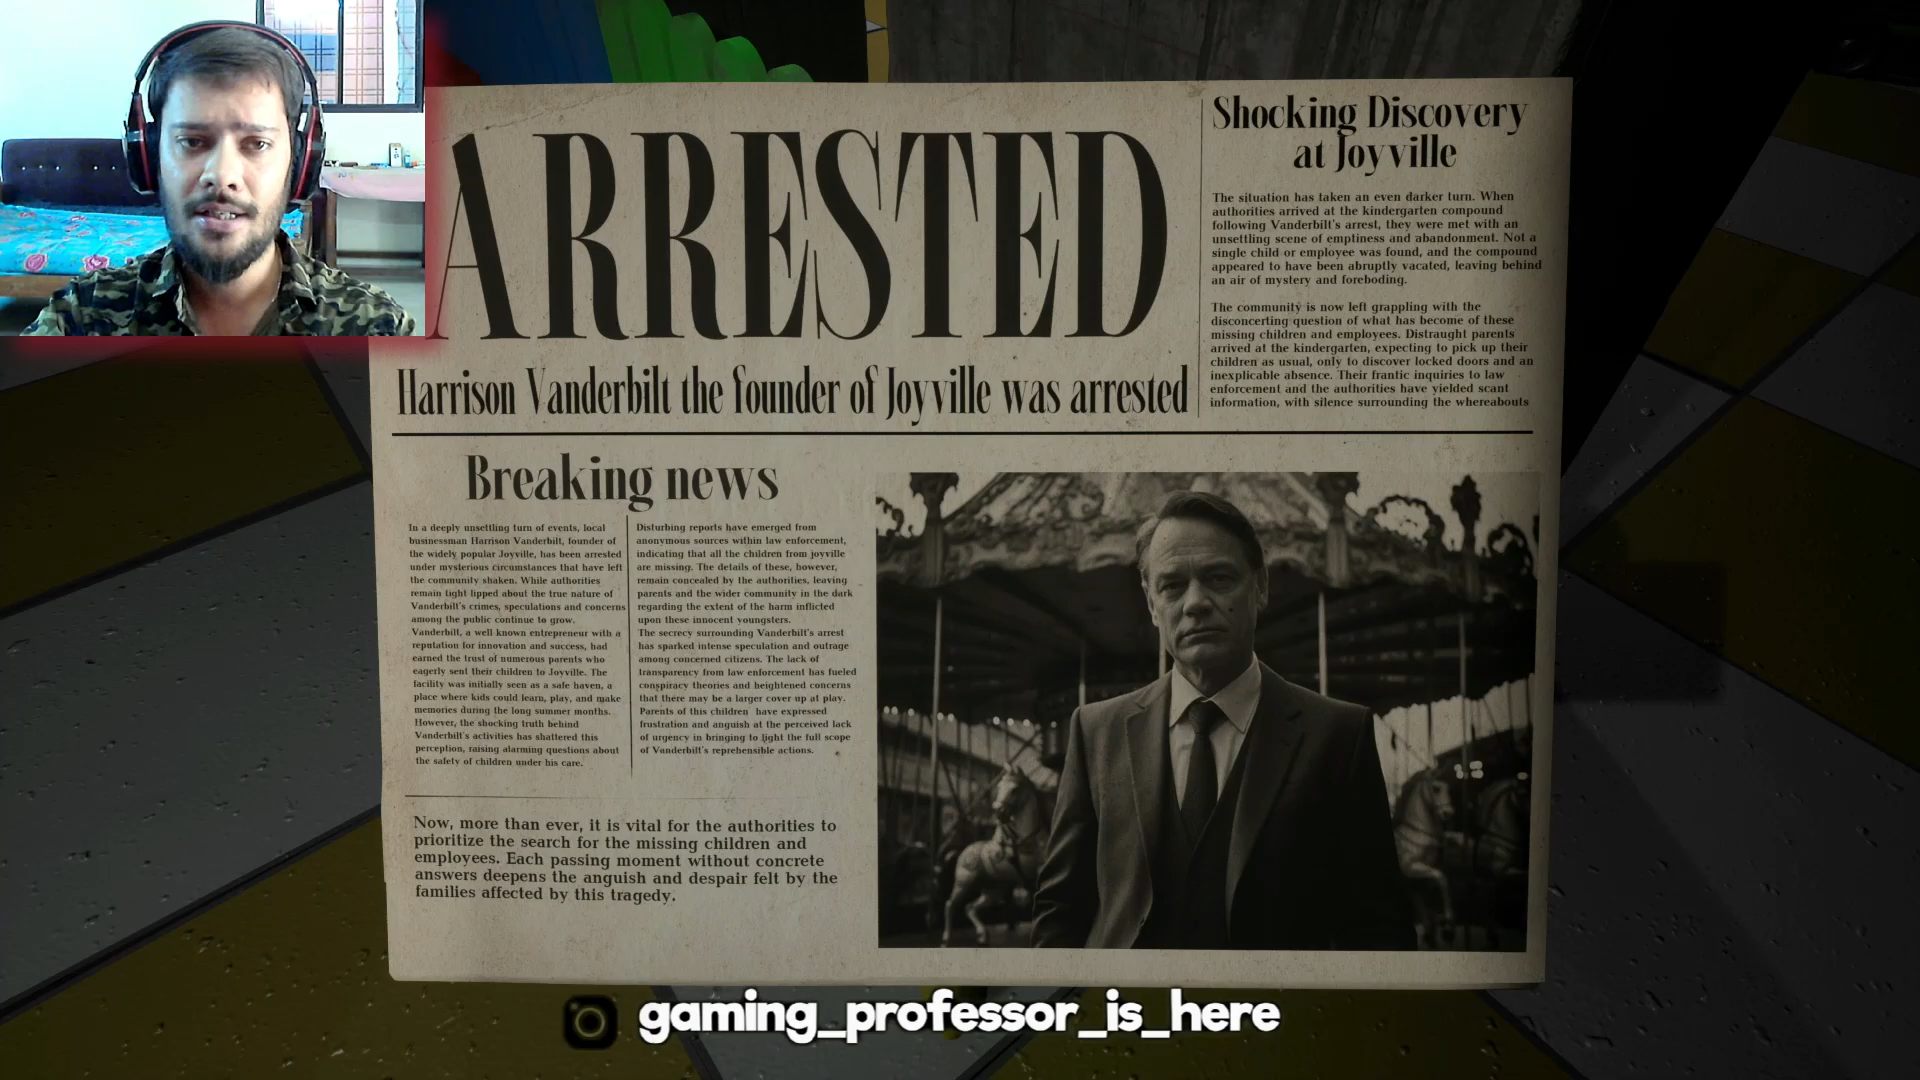 ARRESTED
Harrison Vanderbilt the founder of Joyville was arrested
Shocking Discovery
at Joyville
The situation has taken an even darker turn. When
authorities arrived at the kindergarten compound
following Vanderbilt's arrest, they were met with an
unsettling scene of emptiness and abandonment. Not a
single child or employee was found, and the compound
appeared to have been abruptly vacated, leaving behind
an air of mystery and foreboding.
The community is now left grappling with the
disconcerting question of what has become of these
missing children and employees. Distraught parents
arrived at the kindergarten, expecting to pick up their
children as usual, only to discover locked doors and an
inexplicable absence. Their frantic inquiries to law
enforcement and the authorities have yielded scant
information, with silence surrounding the whereabouts
Breaking news
In a deeply unsettling turn of events, local
businessman Harrison Vanderbilt, founder of
the widely popular Joyville, has been arrested
under mysterious circumstances that have left
the community shaken. While authorities
remain tight lipped about the true nature of
Vanderbilt's crimes, speculations and concerns
among the public continue to grow.
Vanderbilt, a well known entrepreneur with a
reputation for innovation and success, had
earned the trust of numerous parents who
eagerly sent their children to Joyville. The
facility was initially seen as a safe haven, a
place where kids could learn, play, and make
memories during the long summer months.
However, the shocking truth behind
Vanderbilt's activities has shattered this
perception, raising alarming questions about
the safety of children under his care.
Disturbing reports have emerged from
anonymous sources within law enforcement,
indicating that all the children from joyville
are missing. The details of these, however,
remain concealed by the authorities, leaving
parents and the wider community in the dark
regarding the extent of the harm inflicted
upon these innocent youngsters.
The secrecy surrounding Vanderbilt's arrest
has sparked intense speculation and outrage
among concerned citizens. The lack of
transparency from law enforcement has fueled
conspiracy theories and heightened concerns
that there may be a larger cover-up at play.
Parents of this children have expressed
frustration and anguish at the perceived lack
of urgency in bringing to light the full scope
of Vanderbilt's reprehensible actions.
Now, more than ever, it is vital for the authorities to
prioritize the search for the missing children and
employees. Each passing moment without concrete
answers deepens the anguish and despair felt by the
families affected by this tragedy.
gaming_professor_is_here